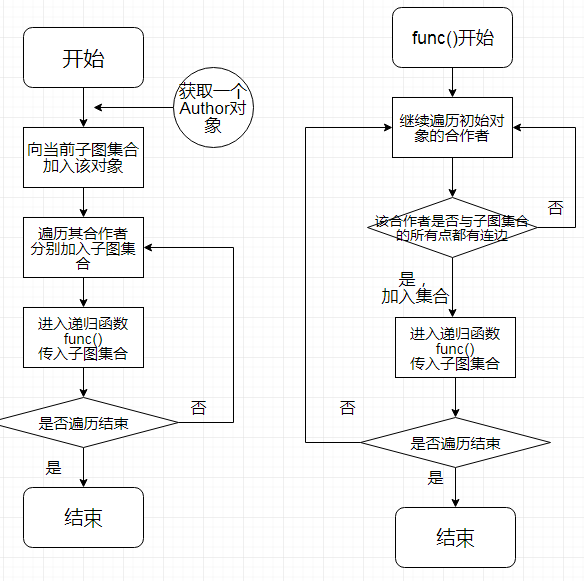 开始
获取一个
Author对
象
向当前子图集合
加入该对象
遍历其合作者
分别加入子图集
合
进入递归函数
func()
传入子图集合
是否遍历结束
否
是
结束
func()开始
继续遍历初始对
象的合作者
否
该合作者是否与子图集合
的所有点都有连边
是，
加入集合
进入递归函数
func()
传入子图集合
否
是否遍历结束
是
结束